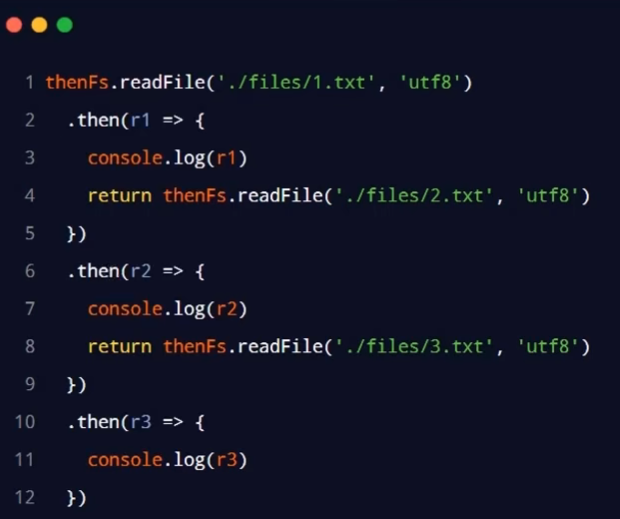 1 thenFs.readFile('./files/1.txt', 'utf8')
2   .then(r1 => {
3     console.log(r1)
4     return thenFs.readFile('./files/2.txt', 'utf8')
5   })
6   .then(r2 => {
7     console.log(r2)
8     return thenFs.readFile('./files/3.txt', 'utf8')
9   })
10   .then(r3 => {
11     console.log(r3)
12   })